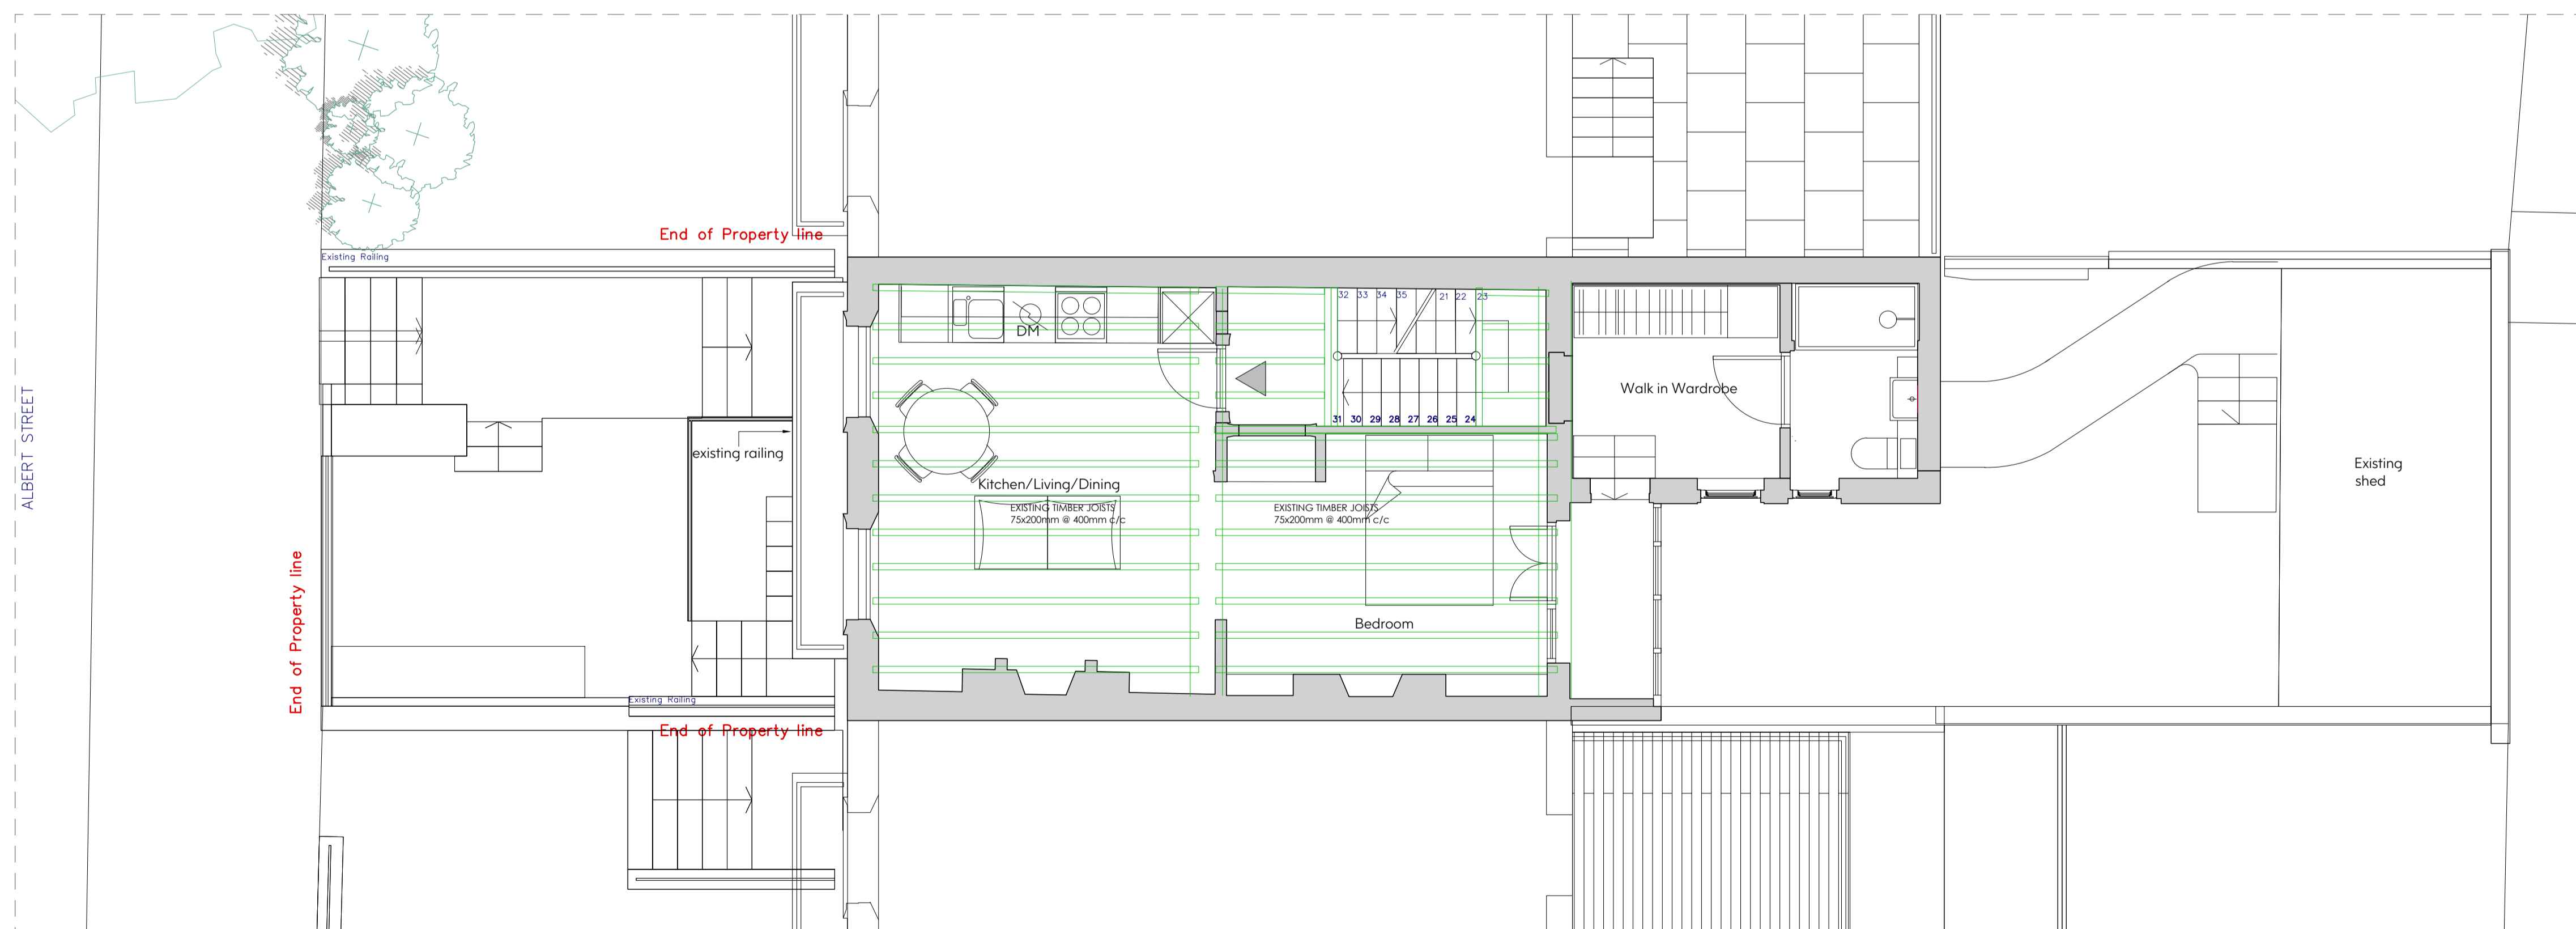 End of Property line
Existing Railing
32 33 34 35 21 22 23
DM
Walk in Wardrobe
ALBERT STREET
31 30 29 28 27 26 25 24
existing railing
Existing
shed
Kitchen/Living/Dining
EXISTING TIMBER JOISTS
75x200mm @ 400mm c/c
EXISTING TIMBER JOISTS
75x200mm @ 400mm c/c
Bedroom
End of Property line
Existing Railing
End of Property line